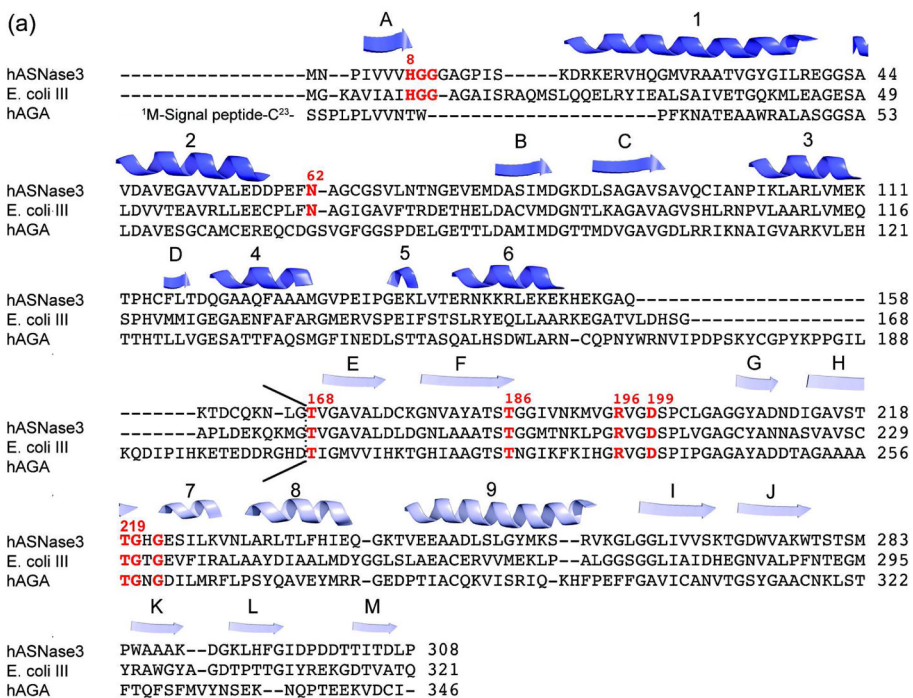 (a)
A 1
8
hASNase3 --------------------MN-PIVVVHGGGAGPIS-----KDRKERVHQGMVRAATVGYGILREGGSA 44
E. coli III --------------------MG-KAVIAIHGG-AGAISRAQMSLQQELRYIEALSAIVETGQKMLEAGESA 49
hAGA ¹M-Signal peptide-C²³- SSPLPLVVNTW----------------PFKNATEAAWRALASGGSA 53
2 B C 3
62
hASNase3 VDAVEGAVVALEDDPEFN-AGCGSVLNTNGEVEMDASIMDGKDLSAGAVSAVQCIANPIKLARLVMEK 111
E. coli III LDVVTEAVRLLEECPLFN-AGIGAVFTRDETHELDACVMDGNTLKAGAVAGVSHLRNPVLAARLVMEQ 116
hAGA LDAVESGCAMCEREQCDGSVGFGGSPDELGETTLDAMIMDGTTMDVGAVGDLRRIKNAIGVARKVLEH 121
D 4 5 6
hASNase3 TPHCFLTDQGAAQFAAAMGVPEIPGEKLVTERNKKRLEKEKHEKGAQ--------------------- 158
E. coli III SPHVMMIGEGAENFAFARGMERVSPEIFSTSLRYEQLLAARKEGATVLDHSG---------------- 168
hAGA TTHTLLVGESATTFAQSMGFINEDLSTTASQALHSDWLARN-CQPNYWRNVIPDPSKYCGPYKPPGIL 188
E F G H
168 186 196 199
hASNase3 -------KTDCQKN-LGTVGAVALDCKGNVAYATSTGGIVNKMVGRVGDSPCLGAGGYADNDIGAVST 218
E. coli III -------APLDEKQKMGTVGAVALDLDGNLAAATSTGGMTNKLPGRVGDSPLVGAGCYANNASVAVSC 229
hAGA KQDIPIHKETEDDRGHDTIGMVVIHKTGHIAAGTSTNGIKFKIHGRVGDSPIPGAGAYADDTAGAAAA 256
7 8 9 I J
219
hASNase3 TGHGESILKVNLARLTLFHIEQ-GKTVEEAADLSLGYMKS--RVKGLGGLIVVSKTGDWVAKWTSTSM 283
E. coli III TGTGEVFIRALAAYDIAALMDYGGLSLAEACERVVMEKLP--ALGGSGGLIAIDHEGNVALPFNTEGM 295
hAGA TGNGDILMRFLPSYQAVEYMRR-GEDPTIACQKVISRIQ-KHFPEFFGAVICANVTGSYGAACNKLST 322
K L M
hASNase3 PWAAAK--DGKLHFGIDPDDTTITDLP 308
E. coli III YRAWGYA-GDTPTTGIYREKGDTVATQ 321
hAGA FTQFSFMVYNSEK--NQPTEEKVDCI- 346